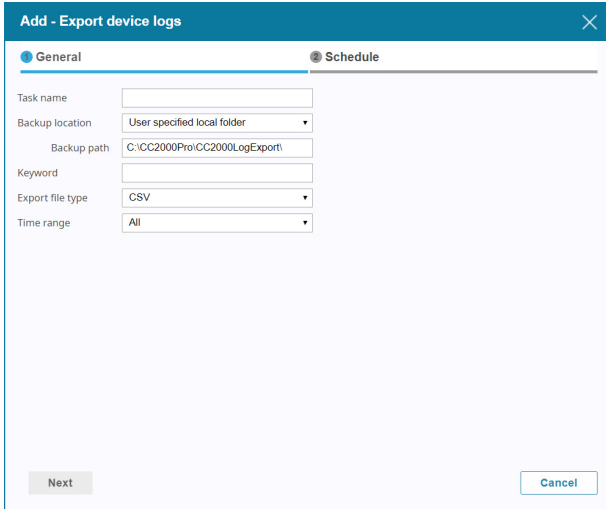 Add - Export device logs
1 General
2 Schedule
Task name
Backup location User specified local folder
Backup path C:\CC2000Pro\CC2000LogExport\
Keyword
Export file type CSV
Time range All
Next Cancel